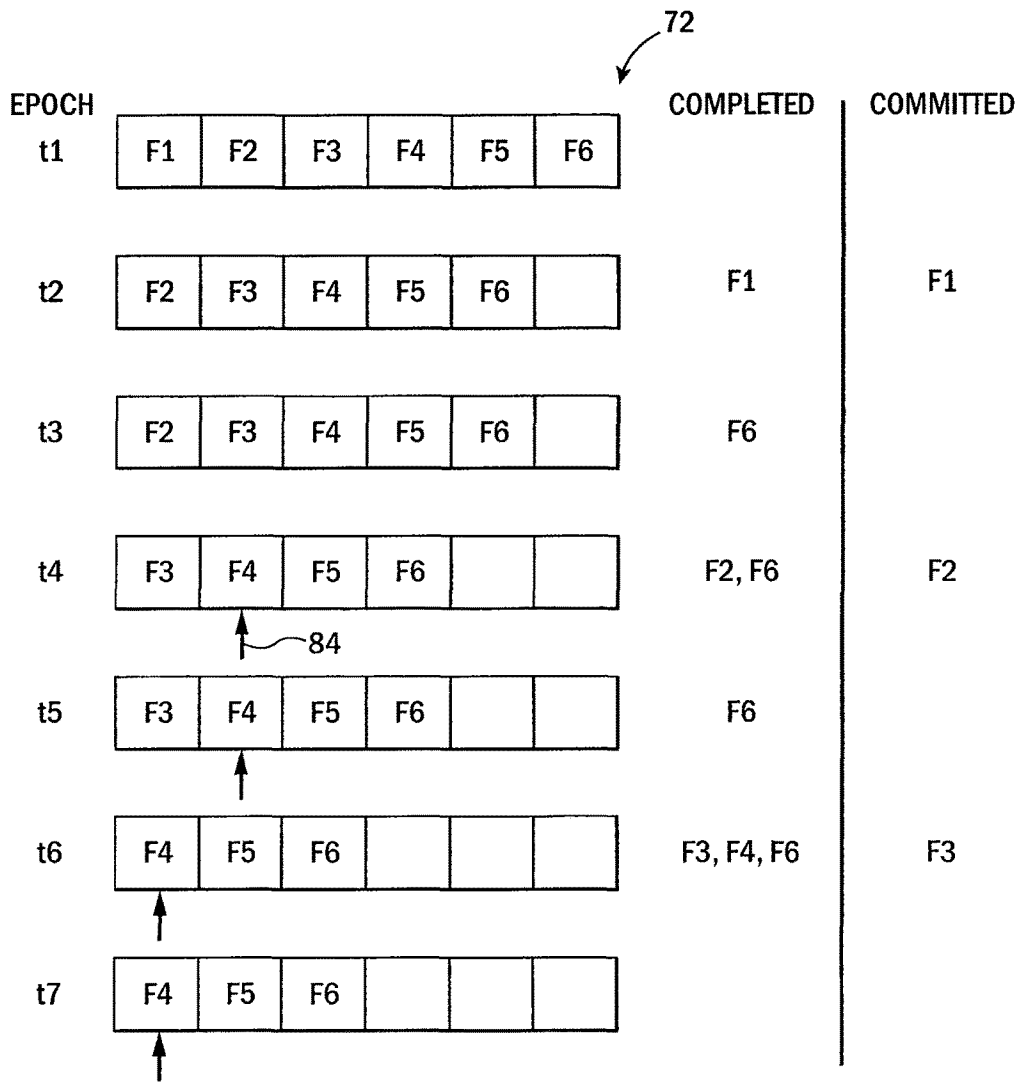 72
EPOCH COMPLETED COMMITTED
t1 F1 F2 F3 F4 F5 F6
t2 F2 F3 F4 F5 F6 F1 F1
t3 F2 F3 F4 F5 F6 F6
t4 F3 F4 F5 F6 F2, F6 F2
84
t5 F3 F4 F5 F6 F6
t6 F4 F5 F6 F3, F4, F6 F3
t7 F4 F5 F6